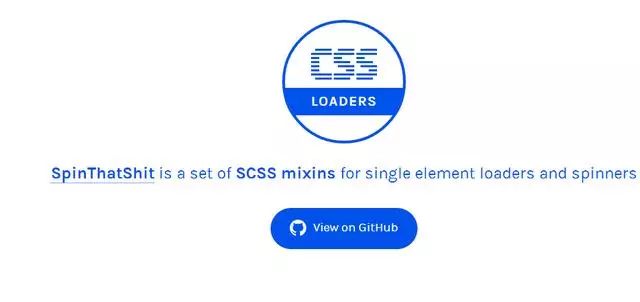 CSS
LOADERS
SpinThatShit is a set of SCSS mixins for single element loaders and spinners
View on GitHub